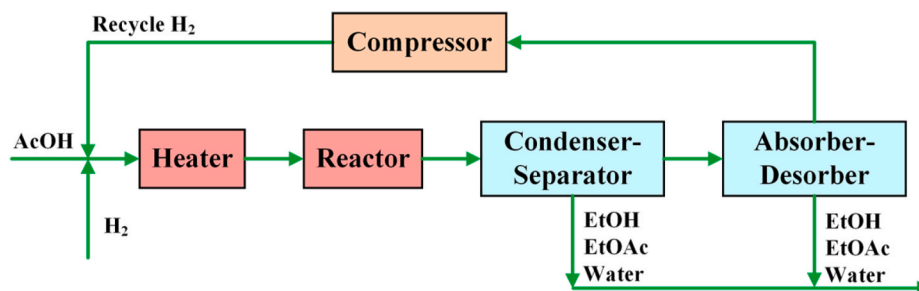 Recycle H₂
Compressor
AcOH
Heater
Reactor
Condenser-
Separator
Absorber-
Desorber
H₂
EtOH
EtOAc
Water
EtOH
EtOAc
Water